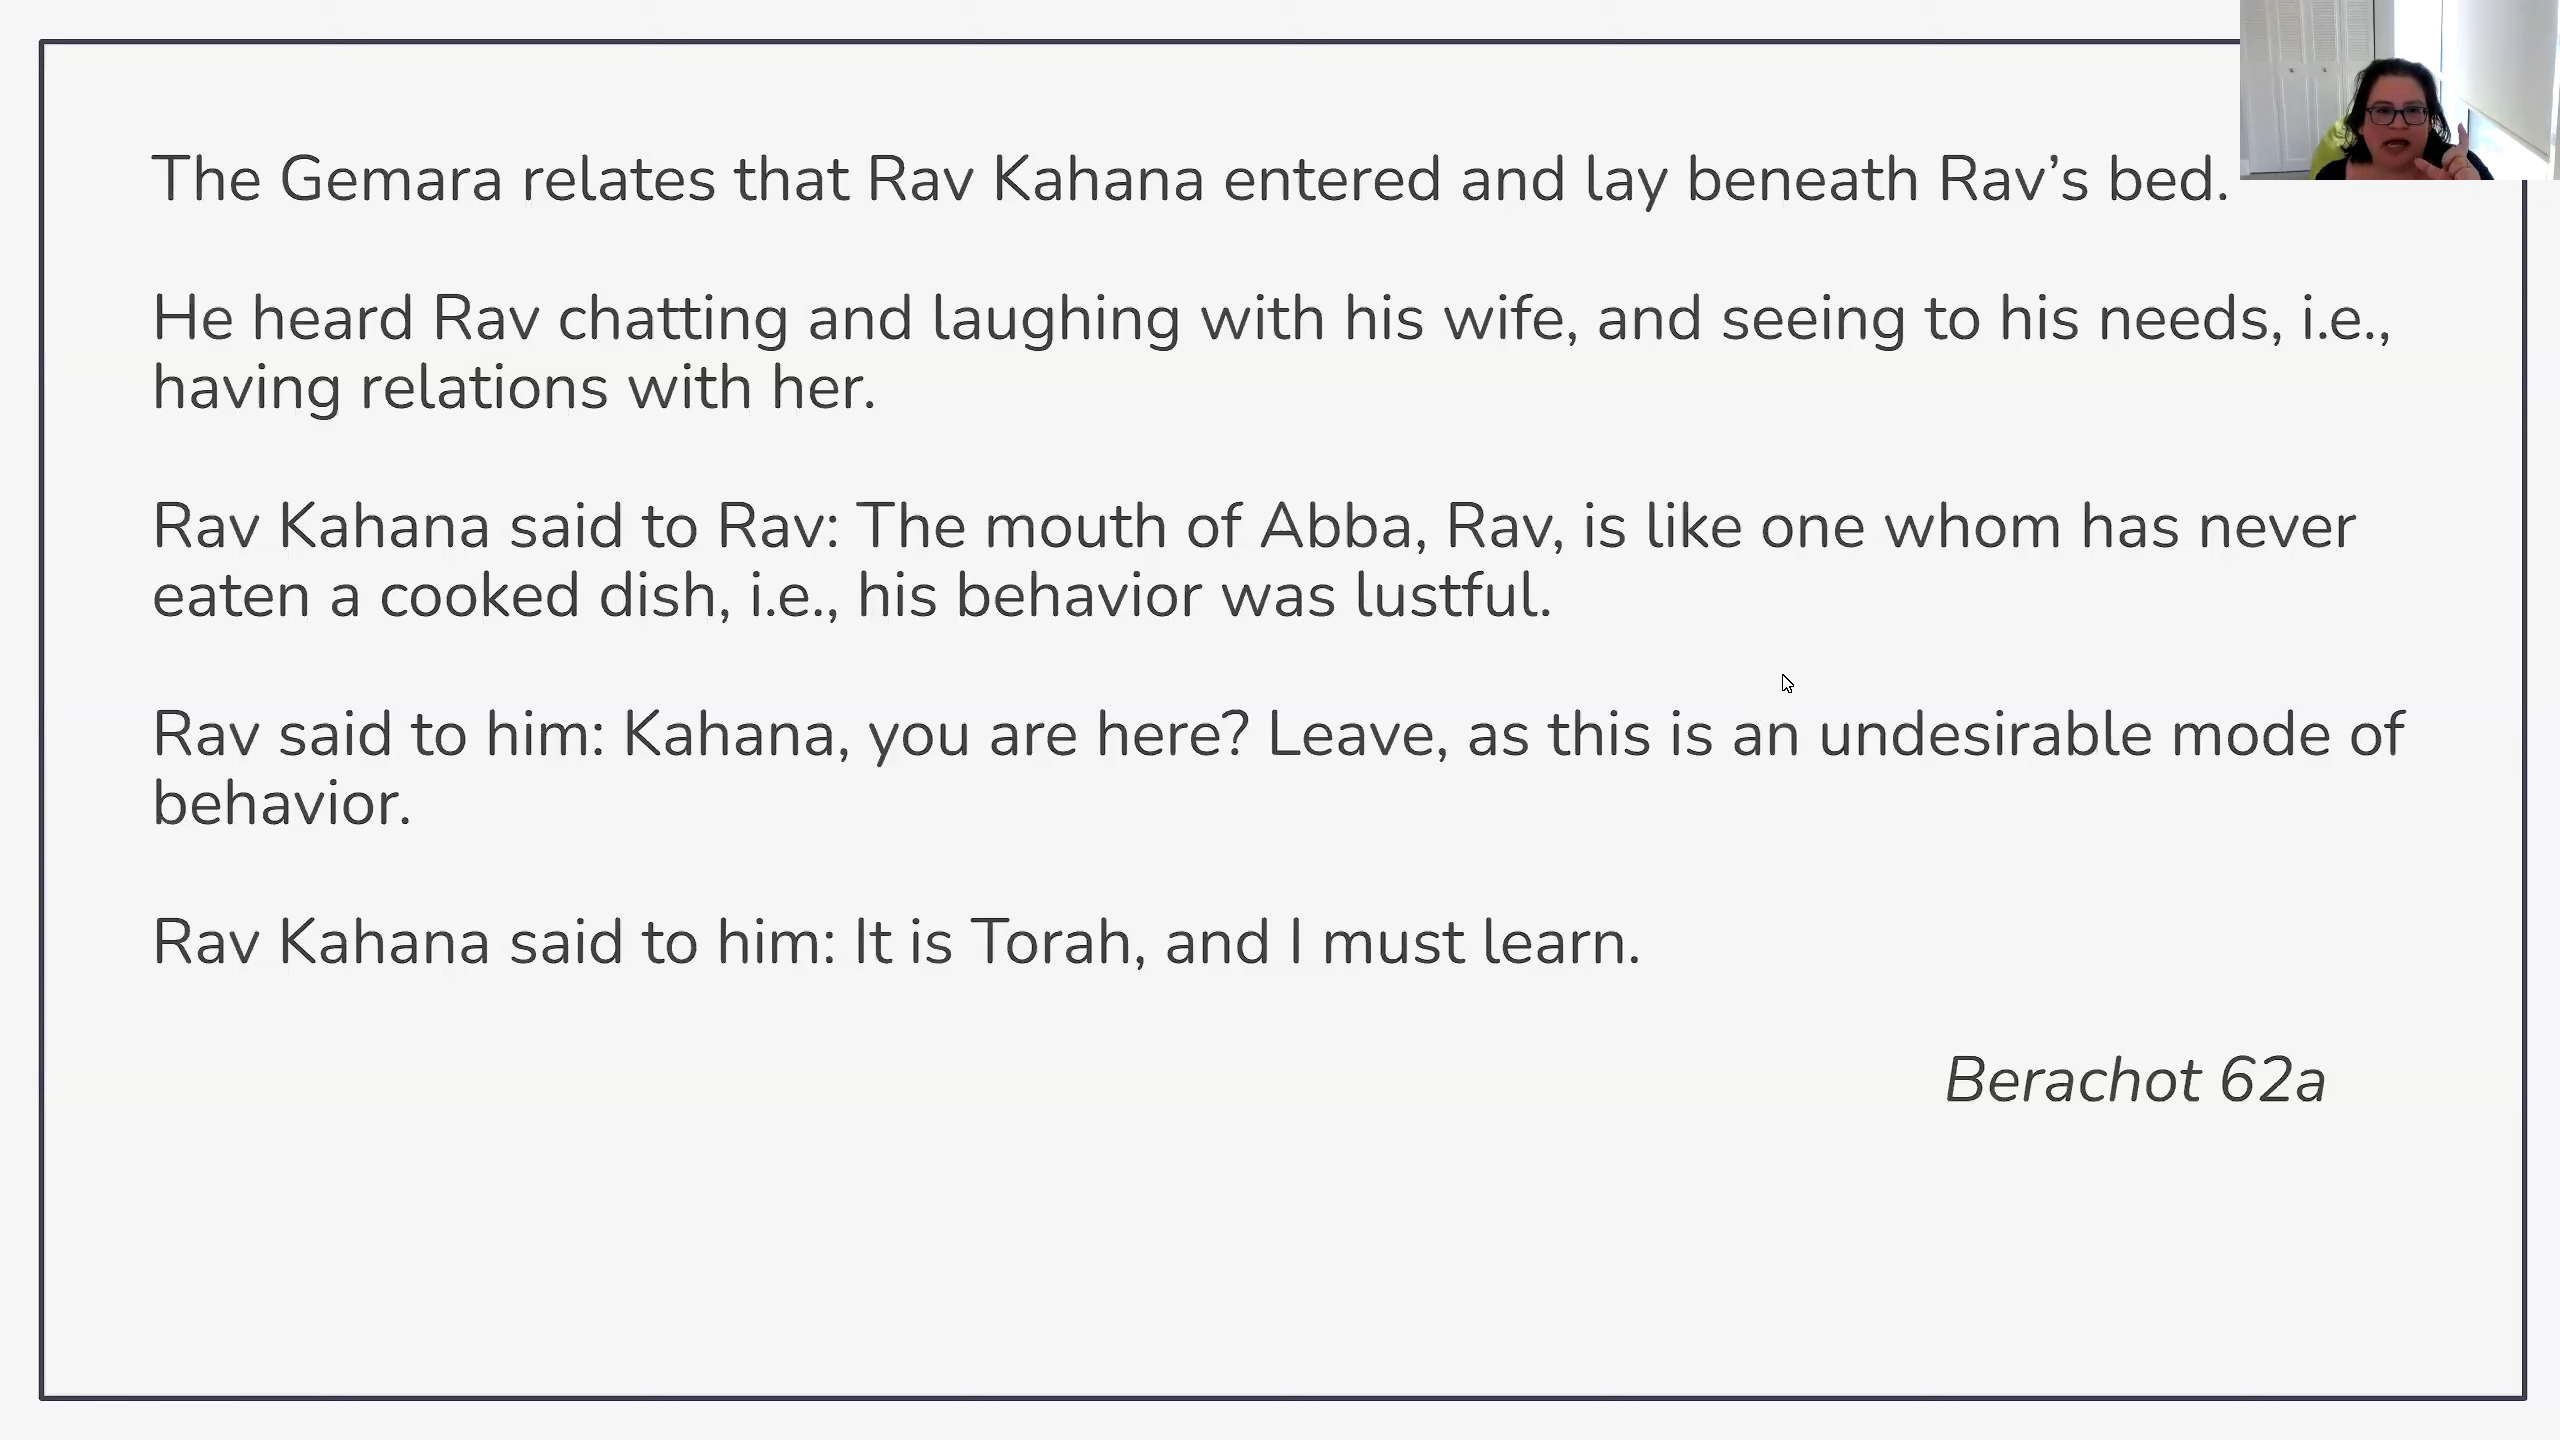 The Gemara relates that Rav Kahana entered and lay beneath Rav’s bed.
He heard Rav chatting and laughing with his wife, and seeing to his needs, i.e.,
having relations with her.
Rav Kahana said to Rav: The mouth of Abba, Rav, is like one whom has never
eaten a cooked dish, i.e., his behavior was lustful.
Rav said to him: Kahana, you are here? Leave, as this is an undesirable mode of
behavior.
Rav Kahana said to him: It is Torah, and I must learn.
Berachot 62a